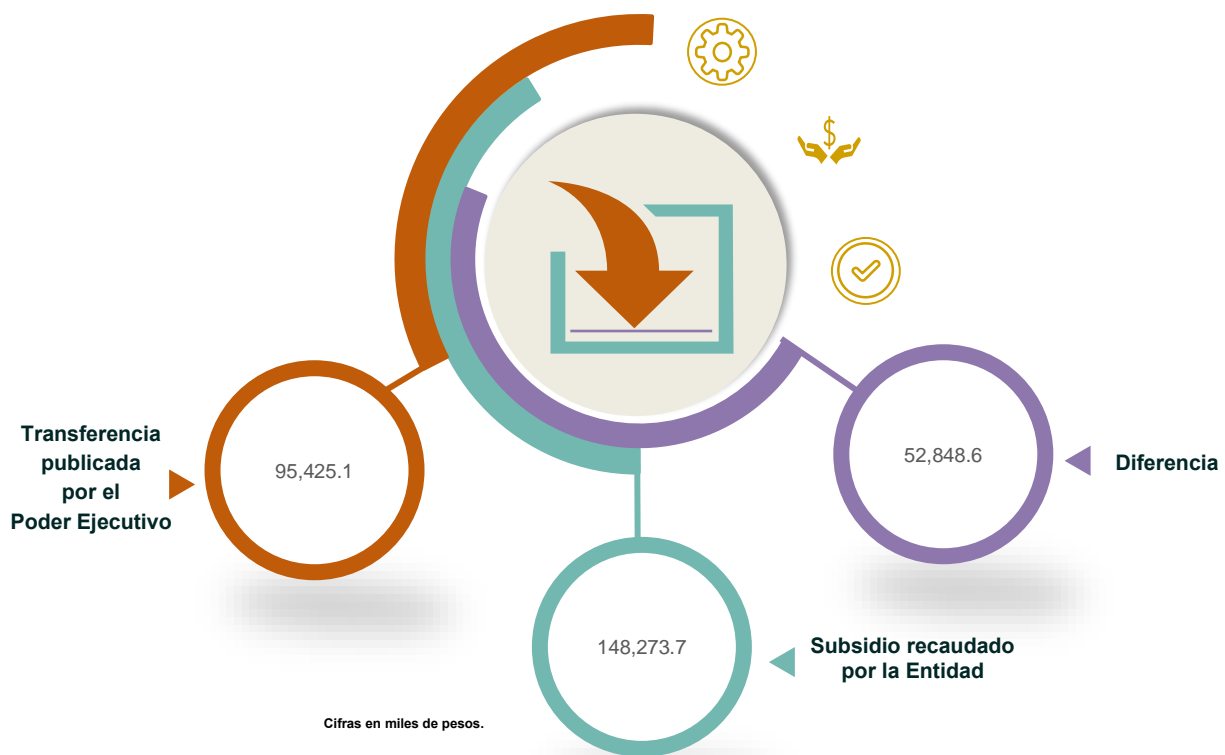 Transferencia
publicada
por el
Poder Ejecutivo
95,425.1
52,848.6
Diferencia
148,273.7
Subsidio recaudado
por la Entidad
Cifras en miles de pesos.
$